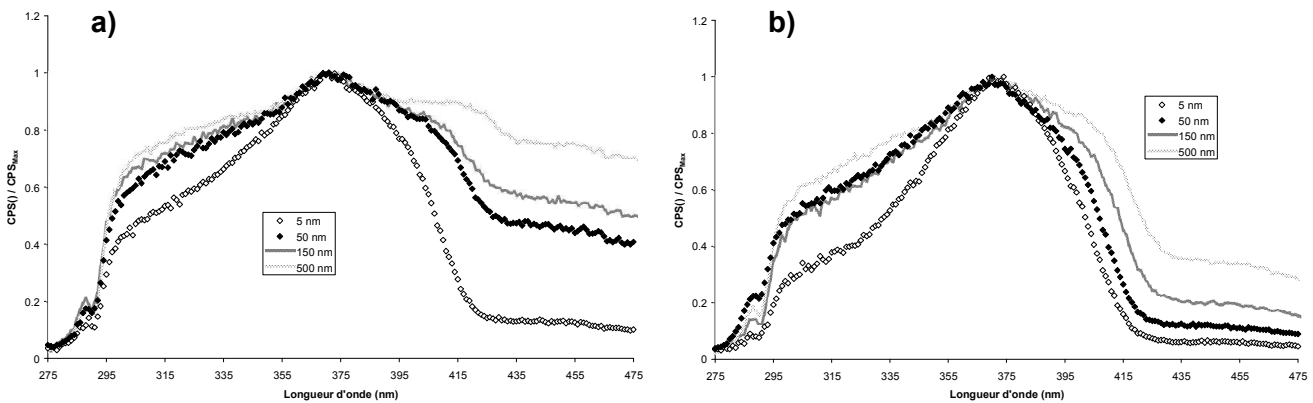 a)
1.2
1
0.8
0.6
0.4
0.2
0
CPS() / CPSMax
5 nm
50 nm
150 nm
500 nm
275 295 315 335 355 375 395 415 435 455 475
Longueur d'onde (nm)
b)
1.2
1
0.8
0.6
0.4
0.2
0
CPS() / CPSMax
5 nm
50 nm
150 nm
500 nm
275 295 315 335 355 375 395 415 435 455 475
Longueur d'onde (nm)